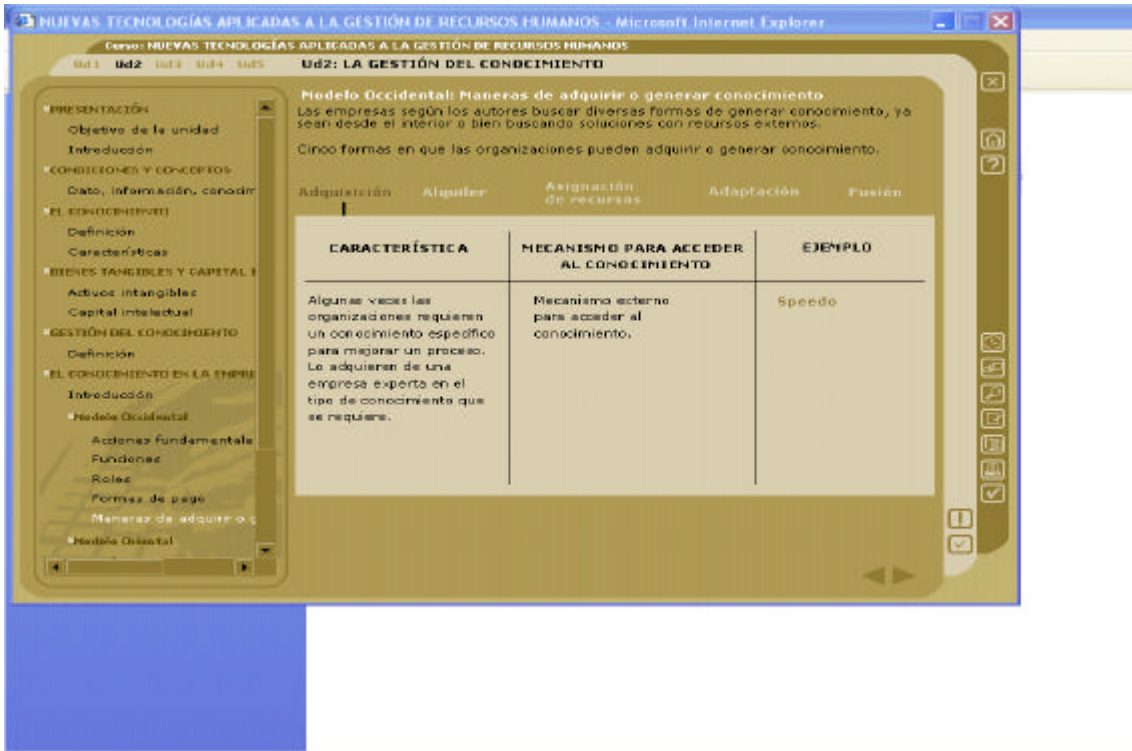 NUEVAS TECNOLOGÍAS APLICADAS A LA GESTIÓN DE RECURSOS HUMANOS - Microsoft Internet Explorer
Curso: NUEVAS TECNOLOGÍAS APLICADAS A LA GESTIÓN DE RECURSOS HUMANOS
Ud1 Ud2 Ud3 Ud4 Ud5
Ud2: LA GESTIÓN DEL CONOCIMIENTO
PRESENTACIÓN
Objetivo de la unidad
Introducción
CONDICIONES Y CONCEPTOS
Dato, información, conocim
EL CONOCIMIENTO
Definición
Características
BIENES TANGIBLES Y CAPITAL I
Activos intangibles
Capital intelectual
GESTIÓN DEL CONOCIMIENTO
Definición
EL CONOCIMIENTO EN LA EMPRE
Introducción
Modelo Occidental
Acciones fundamentale
Funciones
Roles
Formas de pago
Maneras de adquirir o g
Modelo Oriental
Modelo Occidental: Maneras de adquirir o generar conocimiento
Las empresas según los autores buscar diversas formas de generar conocimiento, ya
sean desde el interior o bien buscando soluciones con recursos externos.
Cinco formas en que las organizaciones pueden adquirir o generar conocimiento.
Adquisición
Alquiler
Asignación
de recursos
Adaptación
Fusión
CARACTERÍSTICA
MECANISMO PARA ACCEDER
AL CONOCIMIENTO
EJEMPLO
Algunas veces las
organizaciones requieren
un conocimiento específico
para mejorar un proceso.
Lo adquieren de una
empresa experta en el
tipo de conocimiento que
se requiere.
Mecanismo externo
para acceder al
conocimiento.
Speedo